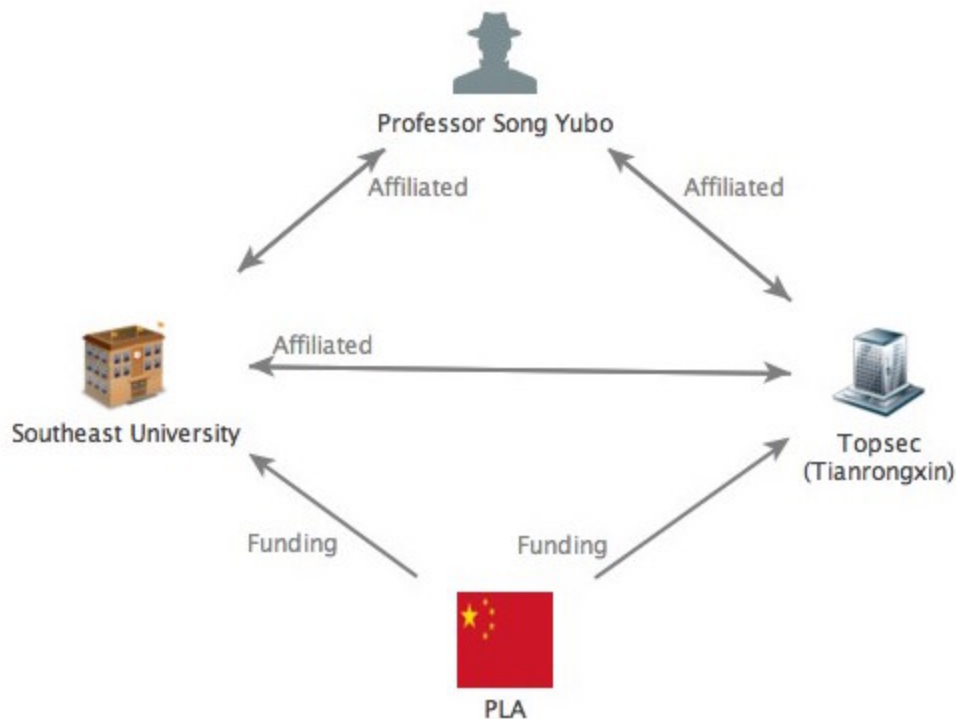 Professor Song Yubo
Affiliated
Affiliated
Affiliated
Southeast University
Topsec
(Tianrongxin)
Funding
Funding
PLA